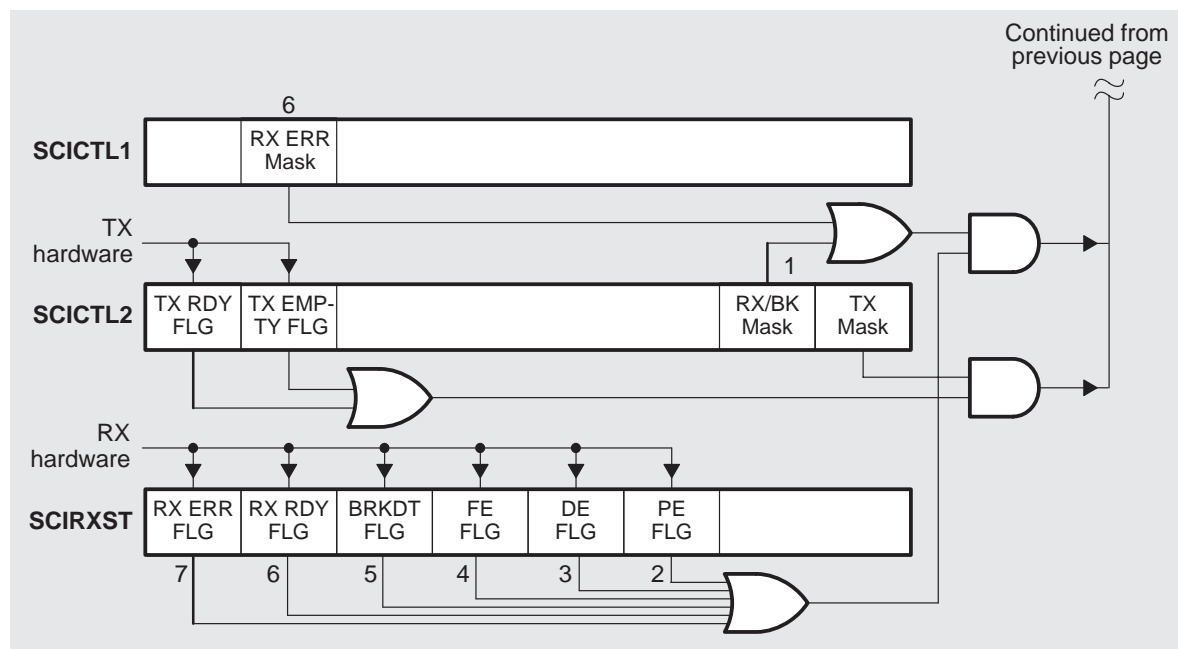 Continued from
previous page
6
SCICTL1
RX ERR
Mask
TX
hardware
1
SCICTL2
TX RDY
FLG
TX EMP-
TY FLG
RX/BK
Mask
TX
Mask
RX
hardware
SCIRXST
RX ERR
FLG
RX RDY
FLG
BRKDT
FLG
FE
FLG
DE
FLG
PE
FLG
7
6
5
4
3
2